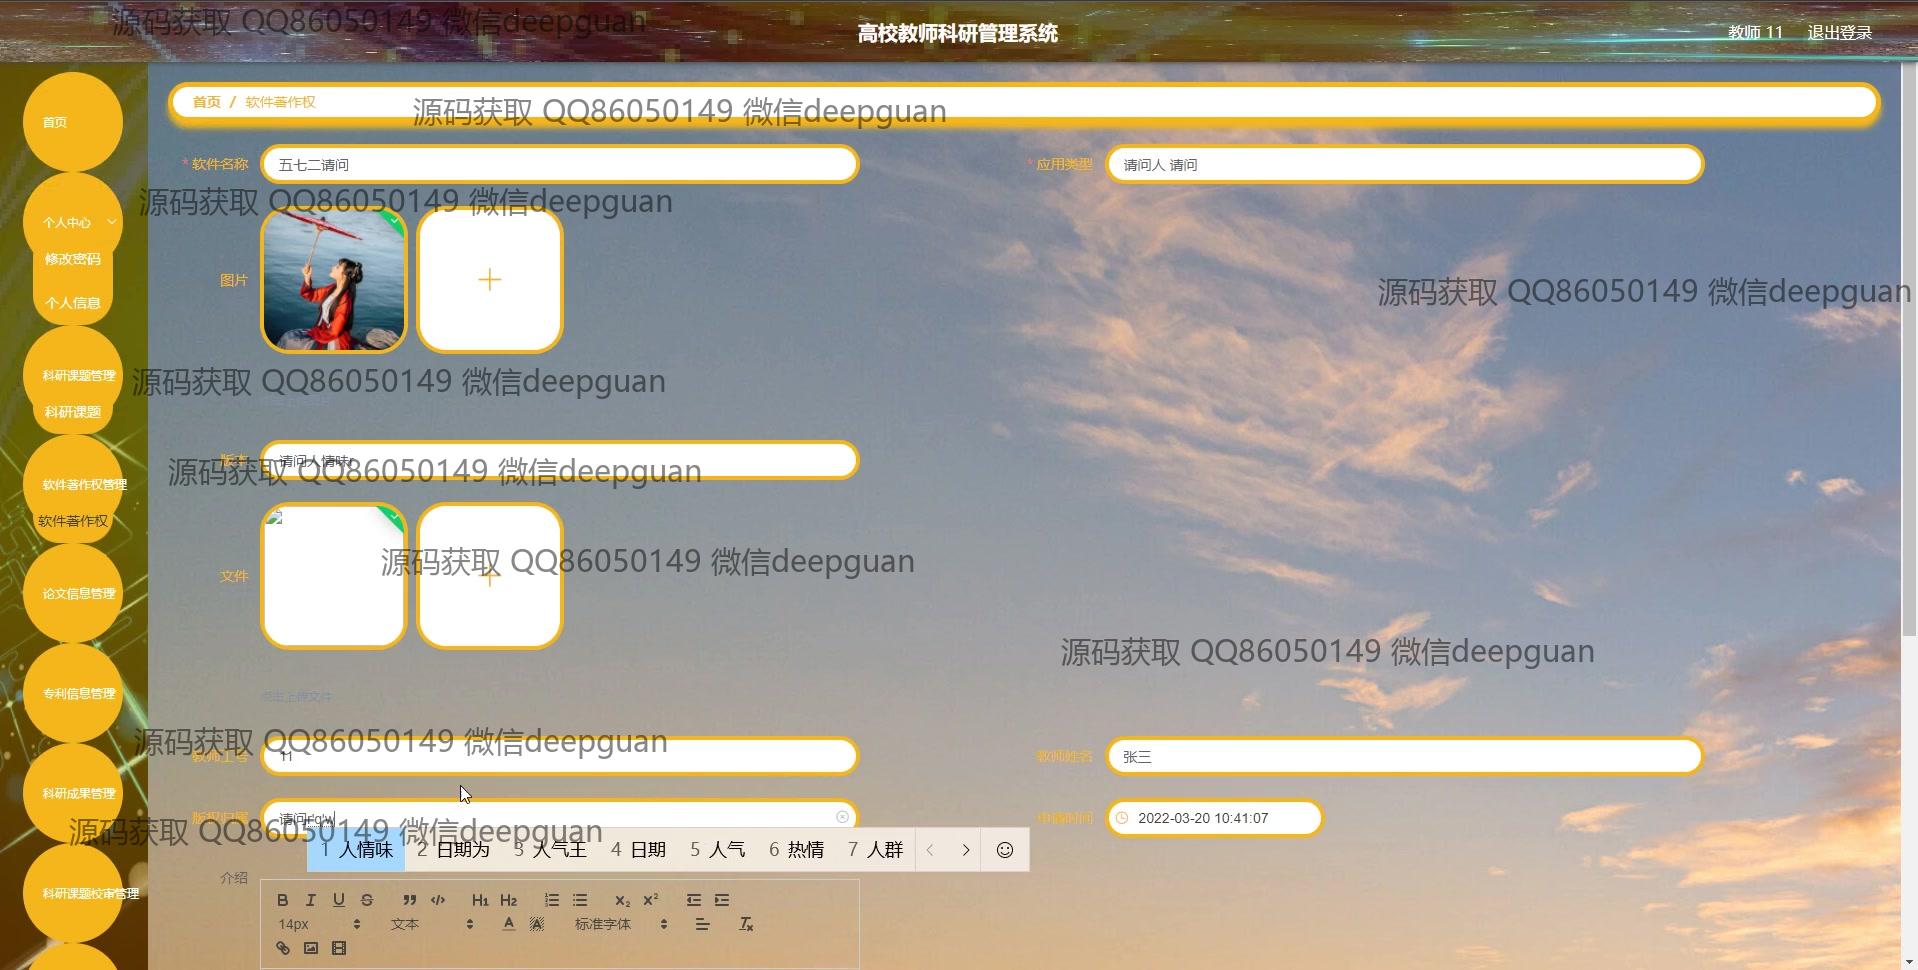 源码获取 QQ86050149 微信deepguan
高校教师科研管理系统
教师 11
退出登录
首页
首页 / 软件著作权
源码获取 QQ86050149 微信deepguan
* 软件名称
五七二请问
* 应用类型
请问人 请问
源码获取 QQ86050149 微信deepguan
个人中心
修改密码
个人信息
图片
源码获取 QQ86050149 微信deepguan
科研课题管理
源码获取 QQ86050149 微信deepguan
科研课题
版本
请问人情味r
源码获取 QQ86050149 微信deepguan
软件著作权管理
软件著作权
源码获取 QQ86050149 微信deepguan
文件
论文信息管理
源码获取 QQ86050149 微信deepguan
专利信息管理
点击上传文件
源码获取 QQ86050149 微信deepguan
教师工号
11
教师姓名
张三
科研成果管理
版权归属
请问r'q'w
申请时间
2022-03-20 10:41:07
源码获取 QQ86050149 微信deepguan
1 人情味 2 日期为 3 人气王 4 日期 5 人气 6 热情 7 人群
介绍
科研课题校审管理
B I U S H1 H2 X2 X2
14px 文本 A A 标准字体 Tx